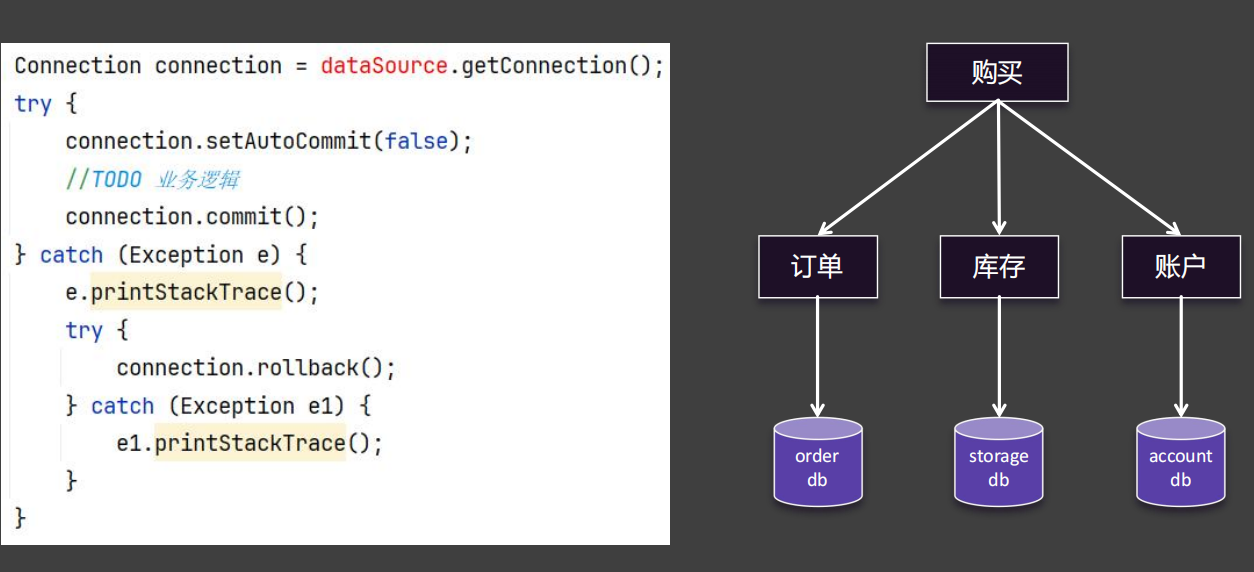 Connection connection = dataSource.getConnection();
try {
connection.setAutoCommit(false);
//TODO 业务逻辑
connection.commit();
} catch (Exception e) {
e.printStackTrace();
try {
connection.rollback();
} catch (Exception e1) {
e1.printStackTrace();
}
}
购买
订单
库存
账户
order
db
storage
db
account
db